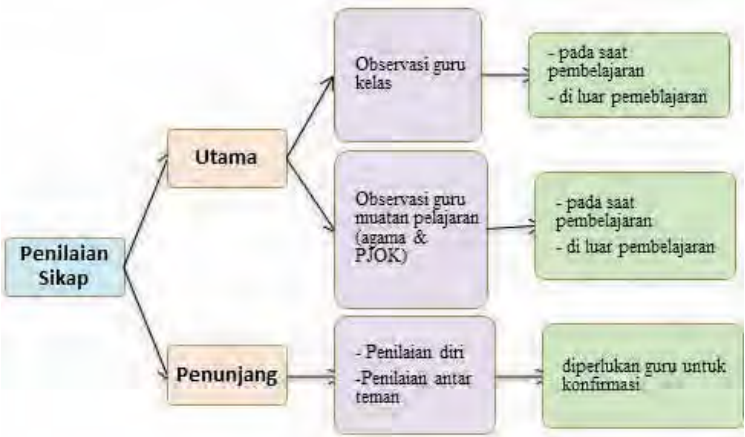 Penilaian
Sikap
Utama
Observasi guru
kelas
- pada saat
pembelajaran
- di luar pemeblajaran
Observasi guru
muatan pelajaran
(agama &
PJOK)
- pada saat
pembelajaran
- di luar pembelajaran
Penunjang
- Penilaian diri
-Penilaian antar
teman
diperlukan guru untuk
konfirmasi